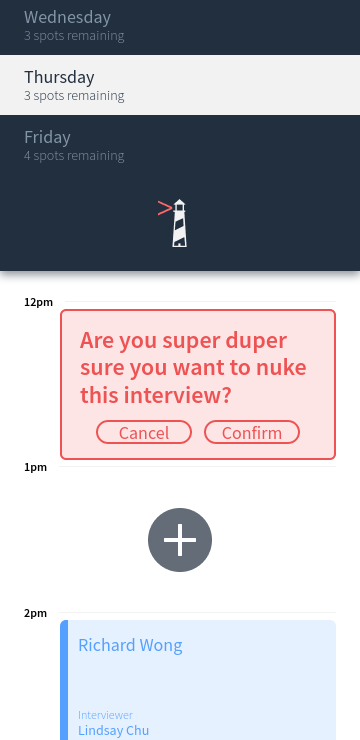 Wednesday
3 spots remaining
Thursday
3 spots remaining
Friday
4 spots remaining
12pm
Are you super duper
sure you want to nuke
this interview?
Cancel
Confirm
1pm
2pm
Richard Wong
Interviewer
Lindsay Chu